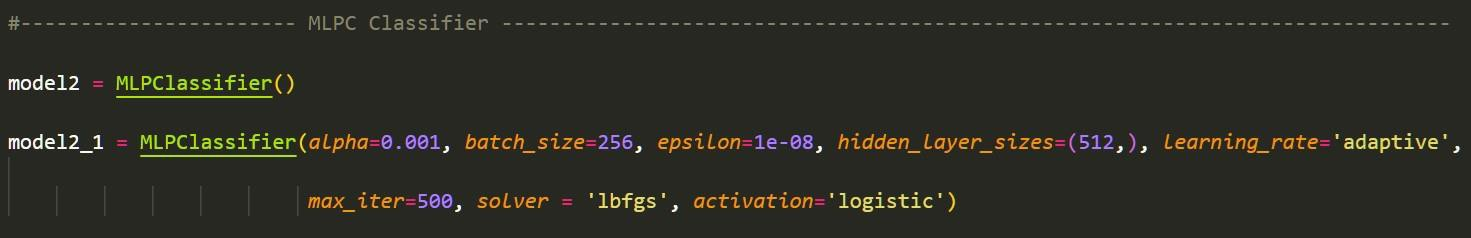 #----------------------- MLPC Classifier -------------------------------------------------------------------------------
model2 = MLPClassifier()
model2_1 = MLPClassifier(alpha=0.001, batch_size=256, epsilon=1e-08, hidden_layer_sizes=(512,), learning_rate='adaptive',
max_iter=500, solver = 'lbfgs', activation='logistic')